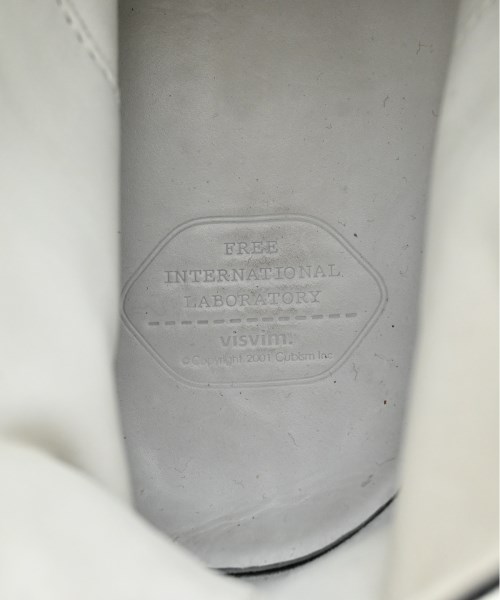 FREE
INTERNATIONAL
LABORATORY
visvim.
©Copyright 2001 Cubism Inc.